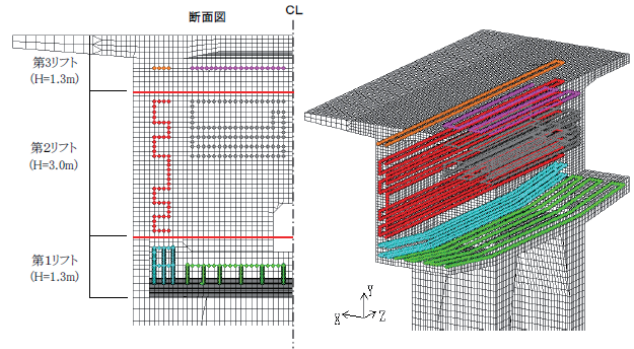 断面図
CL
第3リフト
(H=1.3m)
第2リフト
(H=3.0m)
第1リフト
(H=1.3m)
Y
X
Z